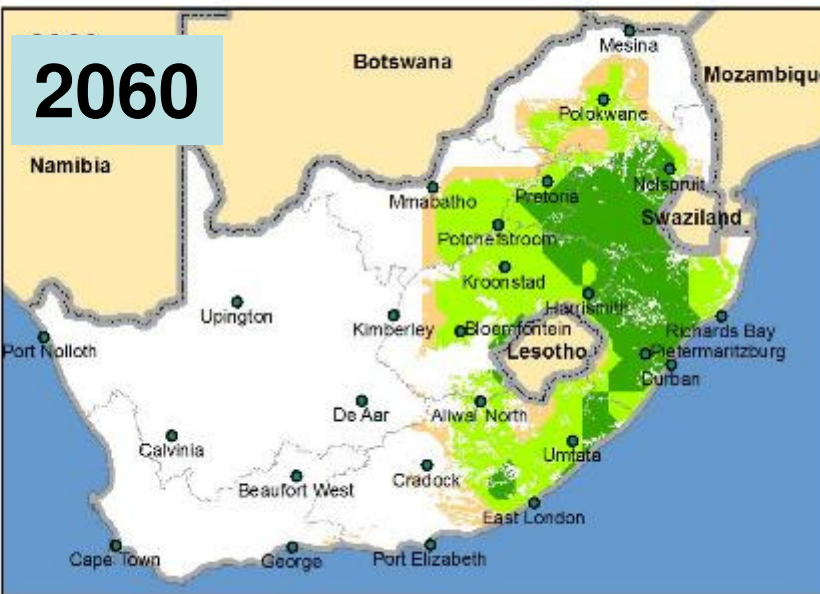 2060
Botswana
Mesina
Mozambiqu
Polokwane
Namibia
Nelspruit
Mmabatho
Pretoria
Swaziland
Potchefstroom
Kroonstad
Upington
Harrismith
Kimberley
Bloemfontein
Richards Bay
Port Nolloth
Lesotho
Pietermaritzburg
Durban
De Aar
Aliwal North
Calvinia
Umtata
Cradock
Beaufort West
East London
Cape Town
George
Port Elizabeth